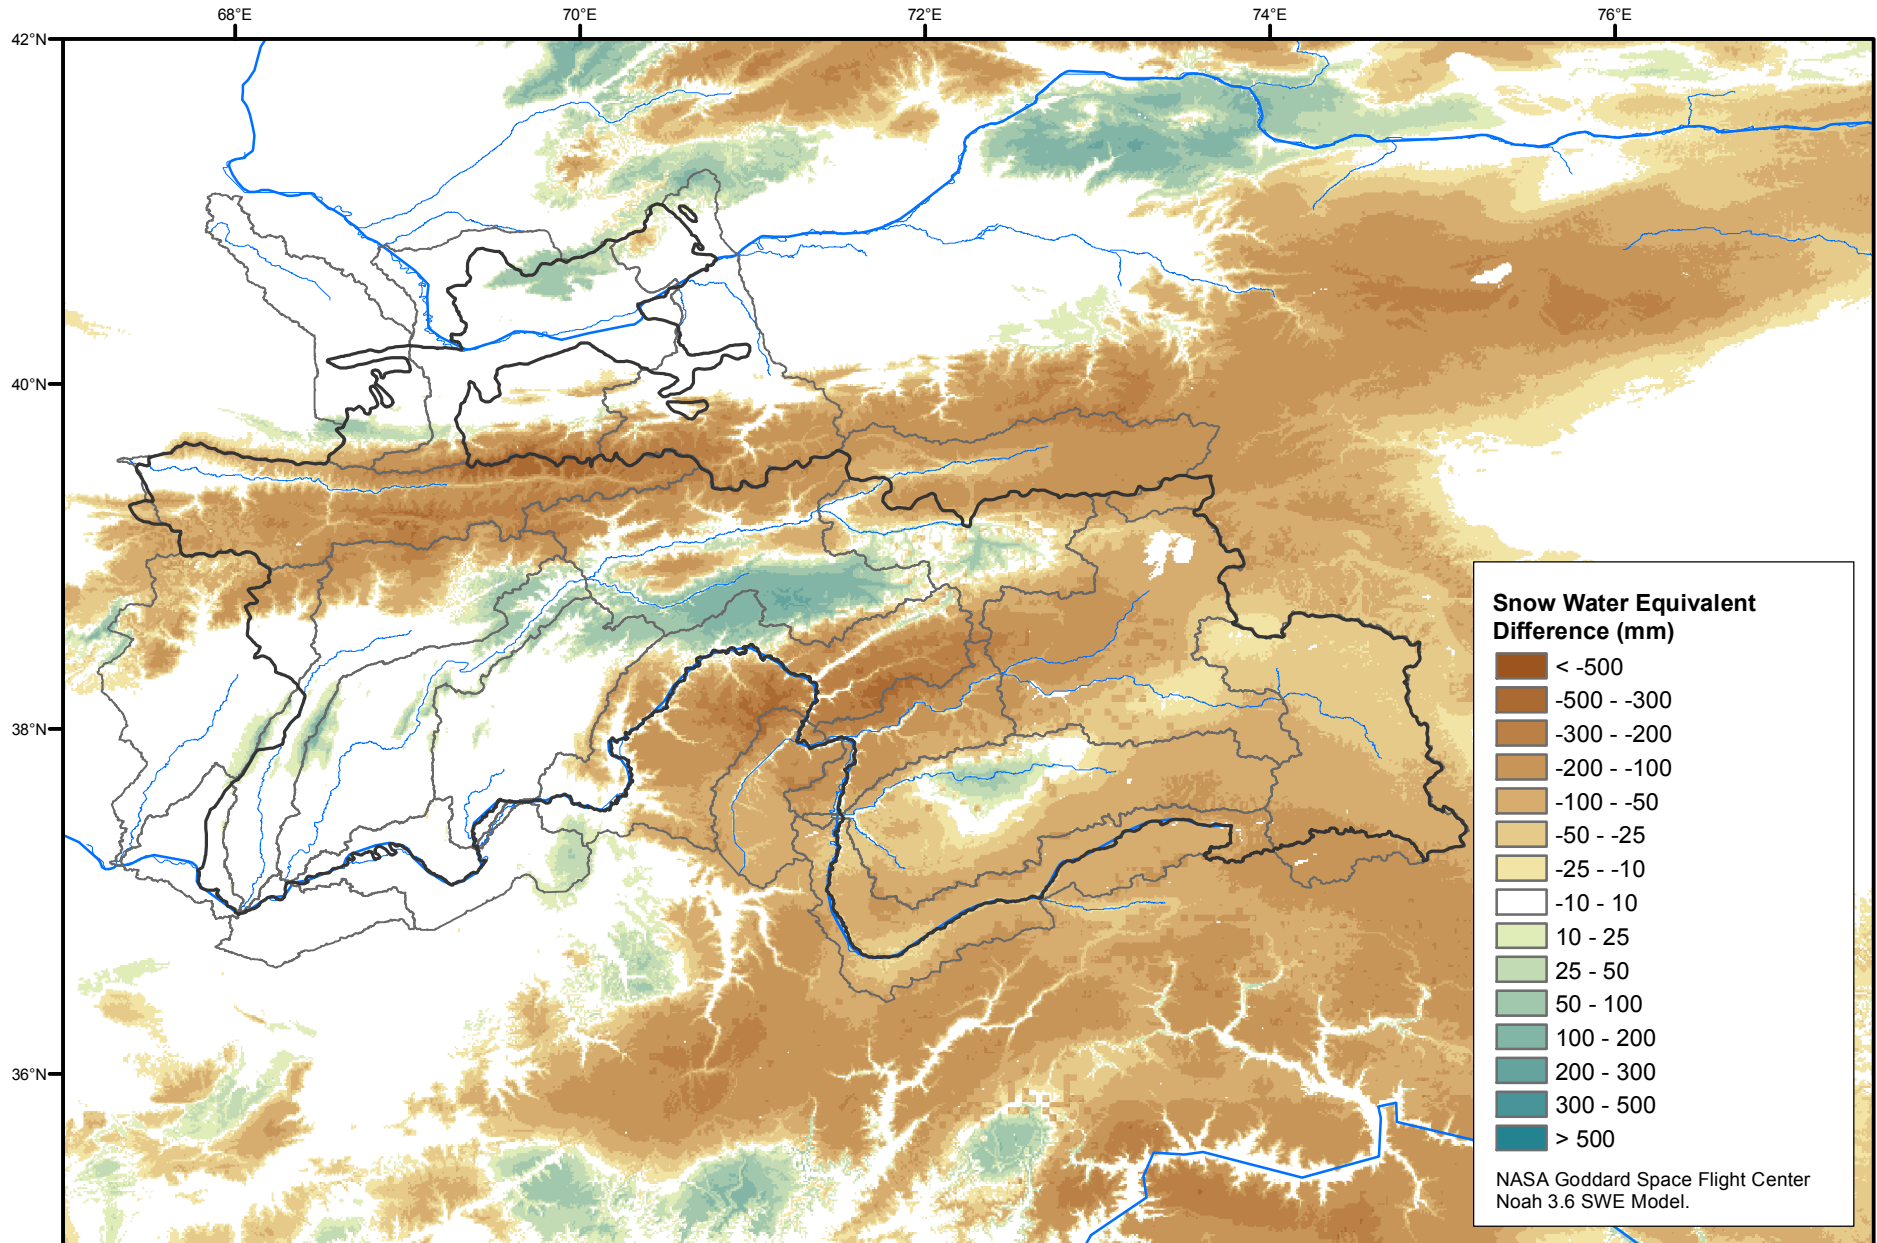 68°E
70°E
72°E
74°E
76°E
42°N
40°N
38°N
36°N
Snow Water Equivalent
Difference (mm)
< -500
-500 - -300
-300 - -200
-200 - -100
-100 - -50
-50 - -25
-25 - -10
-10 - 10
10 - 25
25 - 50
50 - 100
100 - 200
200 - 300
300 - 500
> 500
NASA Goddard Space Flight Center
Noah 3.6 SWE Model.